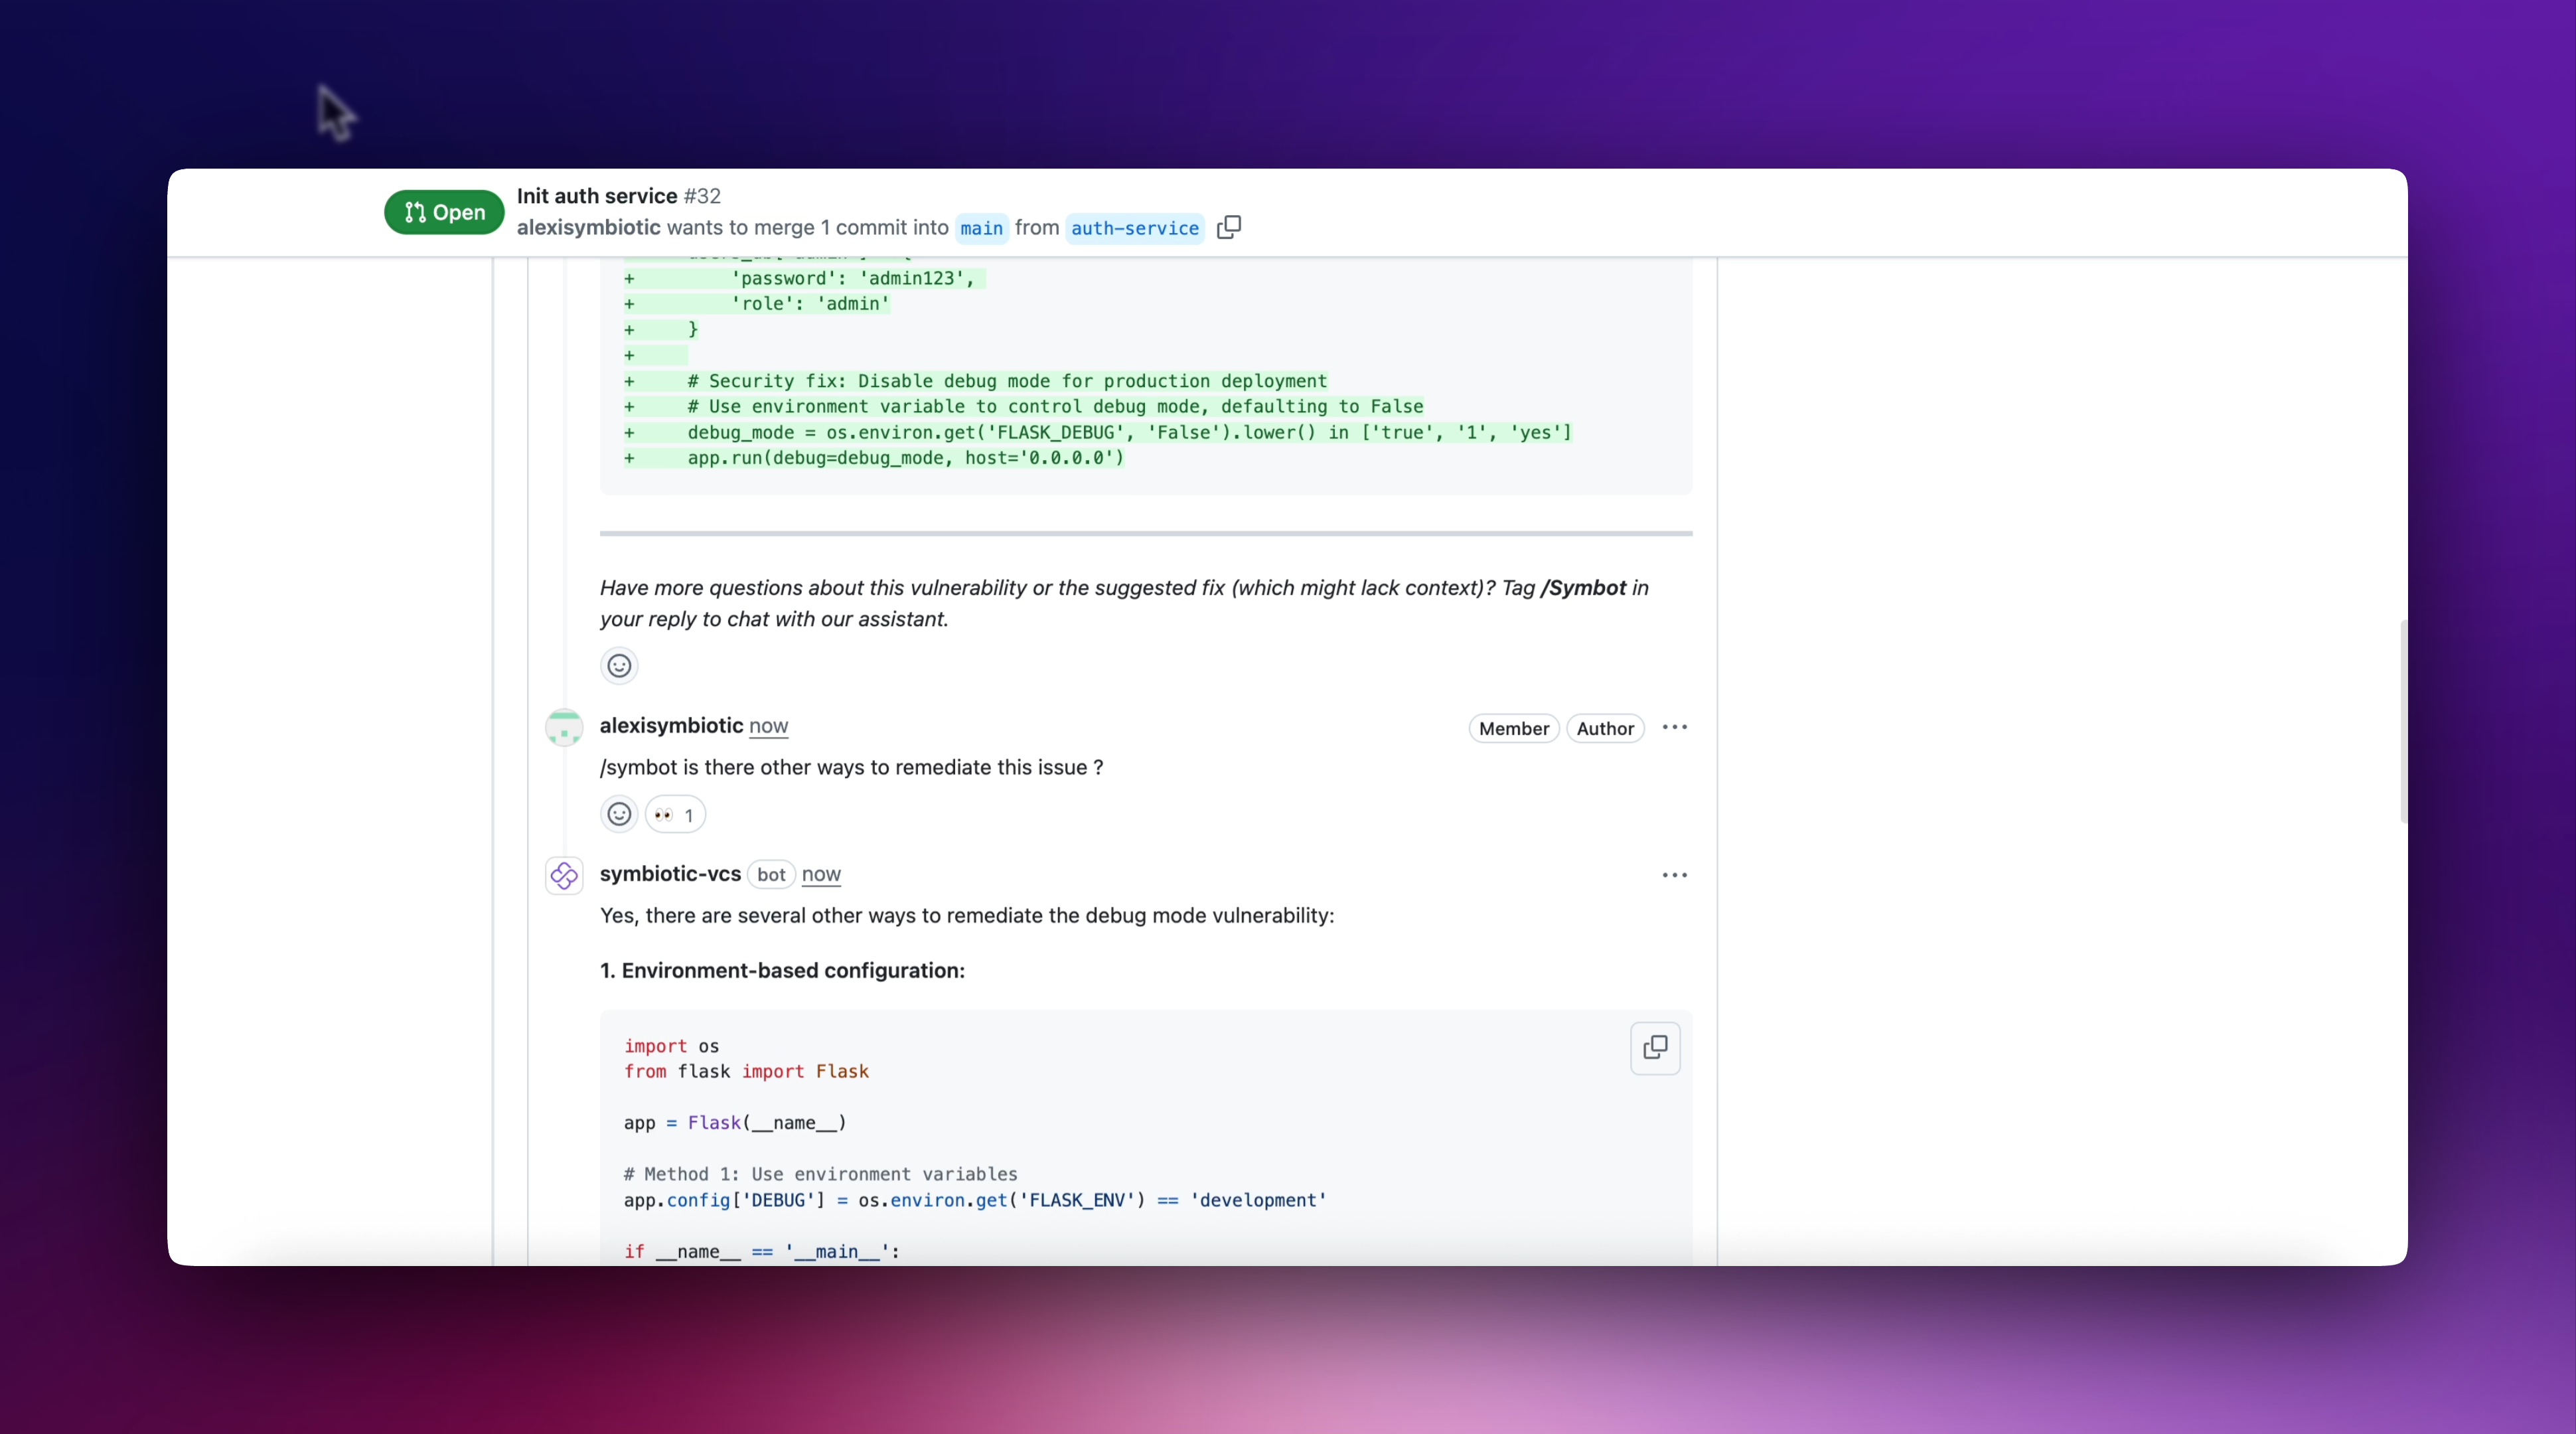 Open
Init auth service #32
alexisymbiotic wants to merge 1 commit into main from auth-service
+ 'password': 'admin123',
+ 'role': 'admin'
+ }
+
+ # Security fix: Disable debug mode for production deployment
+ # Use environment variable to control debug mode, defaulting to False
+ debug_mode = os.environ.get('FLASK_DEBUG', 'False').lower() in ['true', '1', 'yes']
+ app.run(debug=debug_mode, host='0.0.0.0')
Have more questions about this vulnerability or the suggested fix (which might lack context)? Tag /Symbot in
your reply to chat with our assistant.
alexisymbiotic now Member Author ...
/symbot is there other ways to remediate this issue ?
👀 1
symbiotic-vcs bot now ...
Yes, there are several other ways to remediate the debug mode vulnerability:
1. Environment-based configuration:
import os
from flask import Flask
app = Flask(__name__)
# Method 1: Use environment variables
app.config['DEBUG'] = os.environ.get('FLASK_ENV') == 'development'
if __name__ == '__main__':